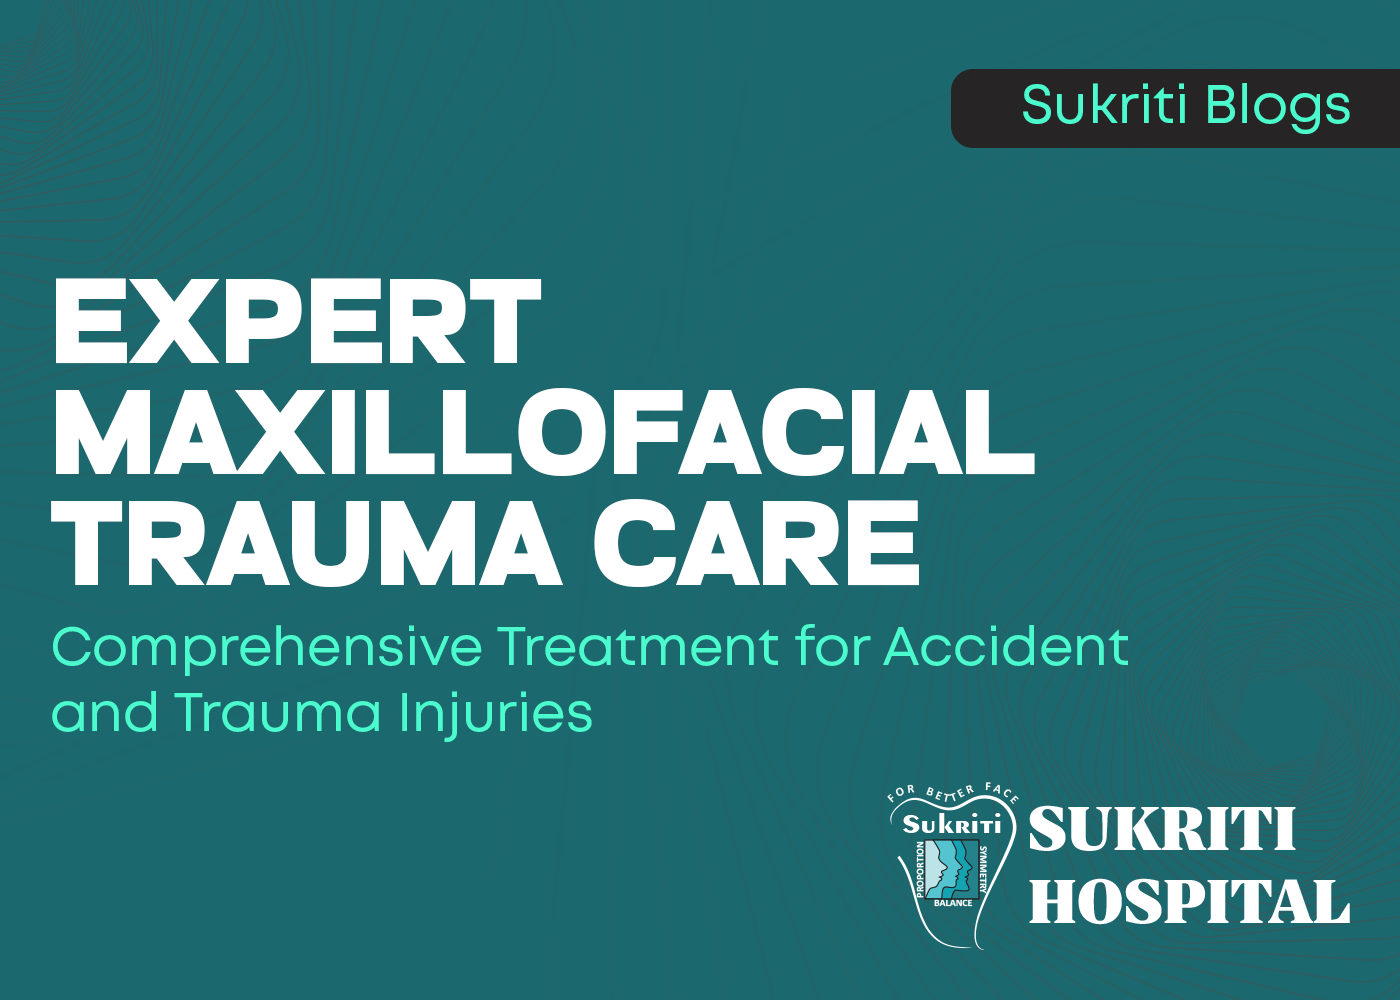 Sukriti Blogs
EXPERT
MAXILLOFACIAL
TRAUMA CARE
Comprehensive Treatment for Accident
and Trauma Injuries
FOR BETTER FACE
Sukriti
PROPORTION
SYMMETRY
BALANCE
SUKRITI
HOSPITAL